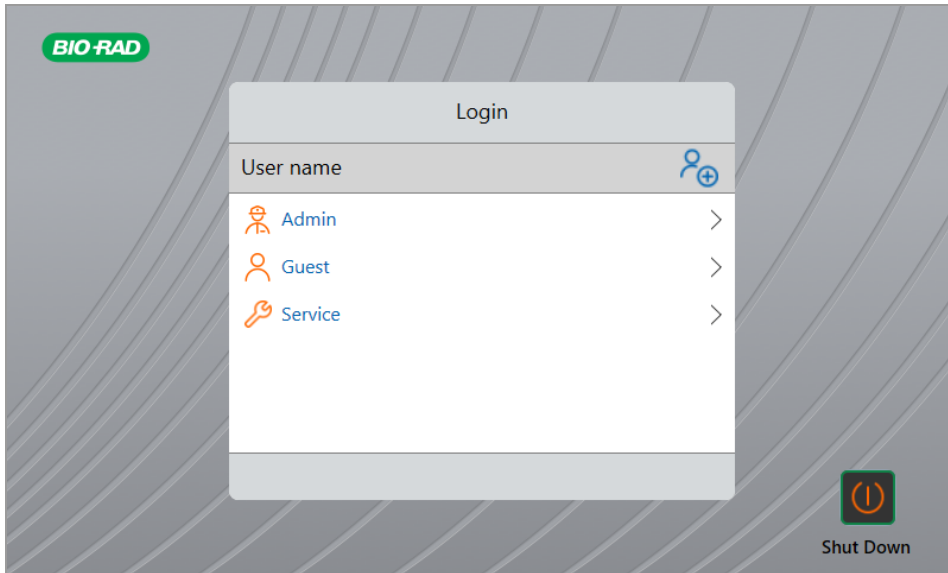 BIO-RAD
Login
User name
Admin
Guest
Service
Shut Down